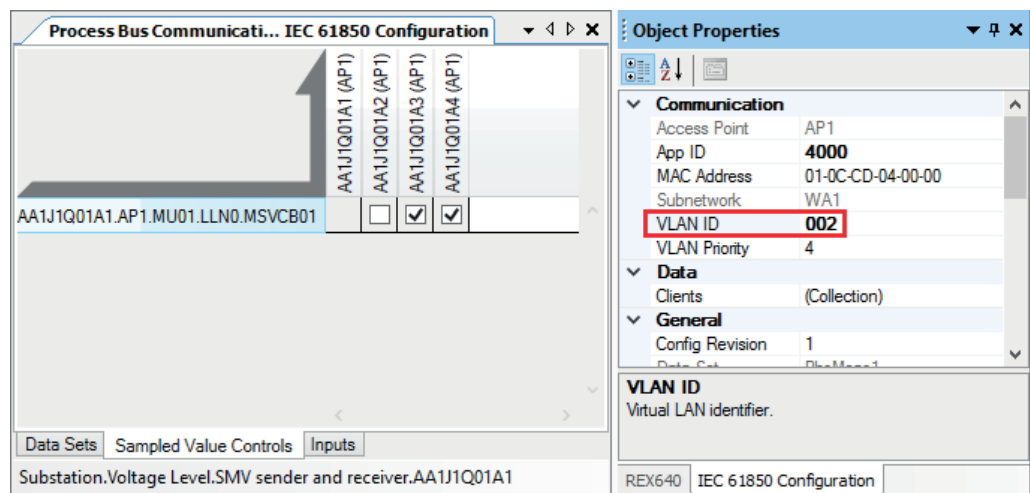 Process Bus Communicati... IEC 61850 Configuration
AA1J1Q01A1 (AP1)
AA1J1Q01A2 (AP1)
AA1J1Q01A3 (AP1)
AA1J1Q01A4 (AP1)
AA1J1Q01A1.AP1.MU01.LLN0.MSVCB01
Data Sets Sampled Value Controls Inputs
Substation.Voltage Level.SMV sender and receiver.AA1J1Q01A1
Object Properties
Communication
Access Point AP1
App ID 4000
MAC Address 01-0C-CD-04-00-00
Subnetwork WA1
VLAN ID 002
VLAN Priority 4
Data
Clients (Collection)
General
Config Revision 1
Data Set
VLAN ID
Virtual LAN identifier.
REX640 IEC 61850 Configuration